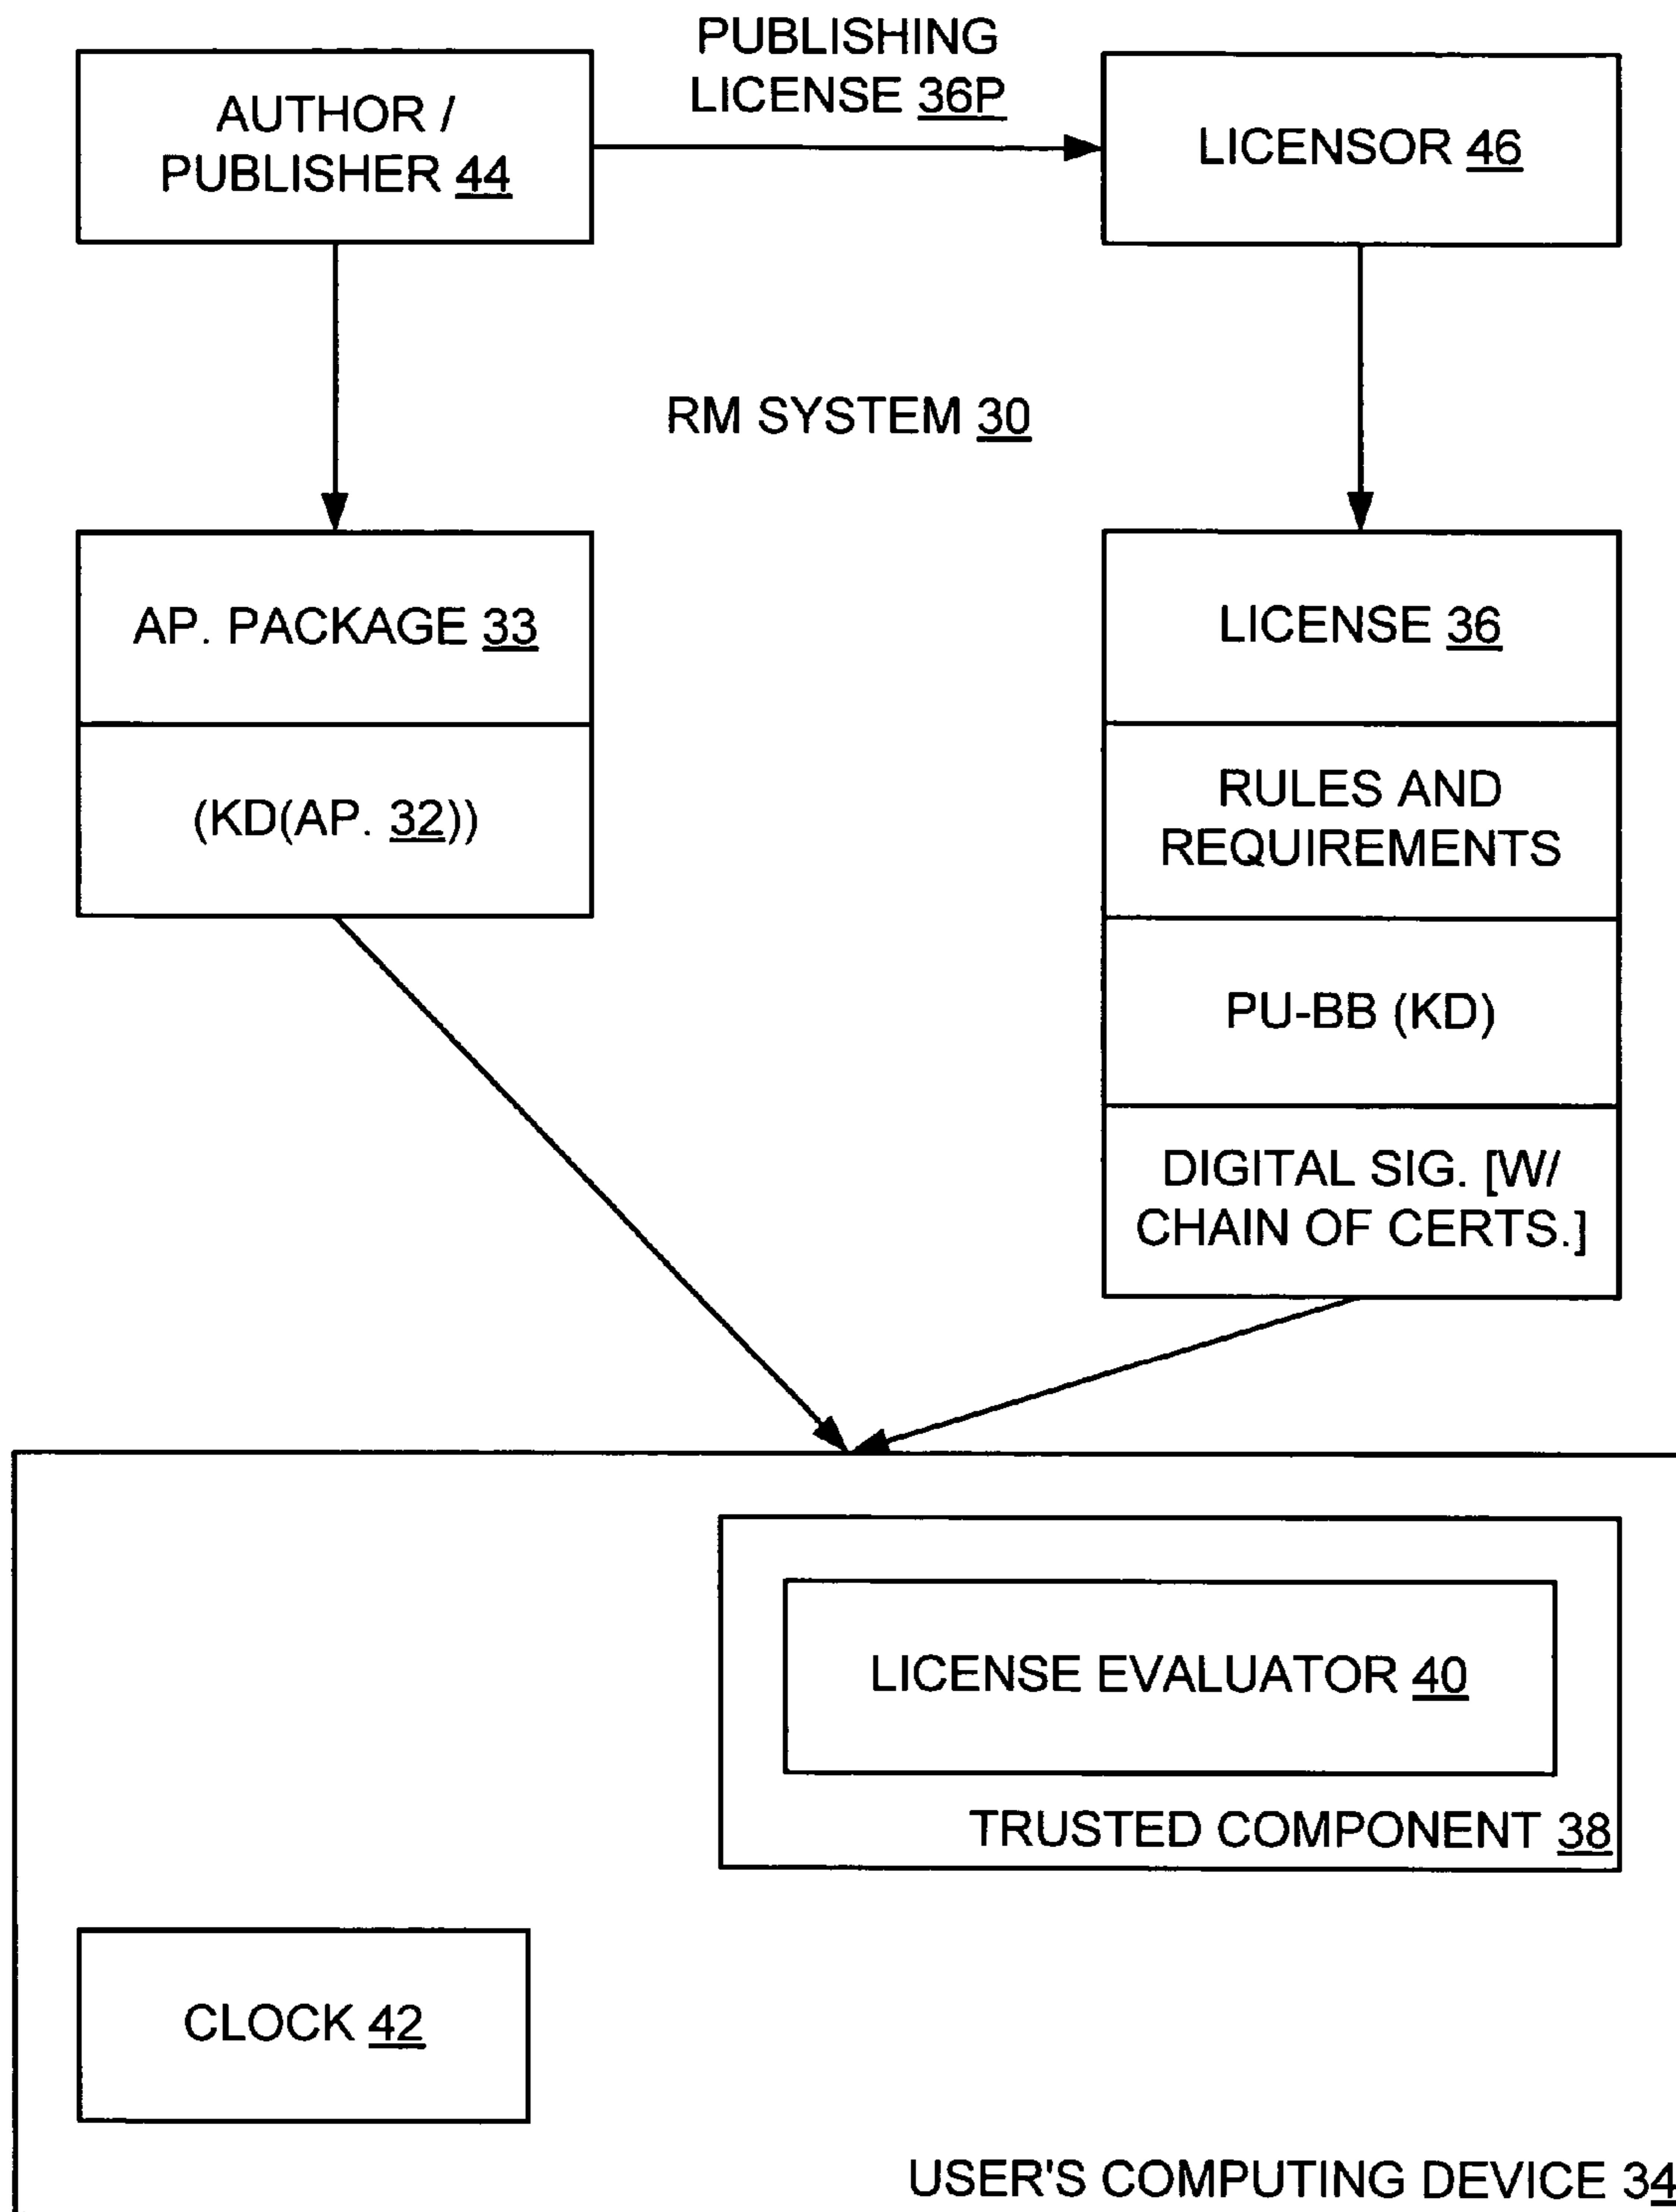 PUBLISHING
LICENSE 36P
AUTHOR /
PUBLISHER 44
LICENSOR 46
RM SYSTEM 30
AP. PACKAGE 33
(KD(AP. 32))
LICENSE 36
RULES AND
REQUIREMENTS
PU-BB (KD)
DIGITAL SIG. [W/
CHAIN OF CERTS.]
LICENSE EVALUATOR 40
TRUSTED COMPONENT 38
CLOCK 42
USER'S COMPUTING DEVICE 34